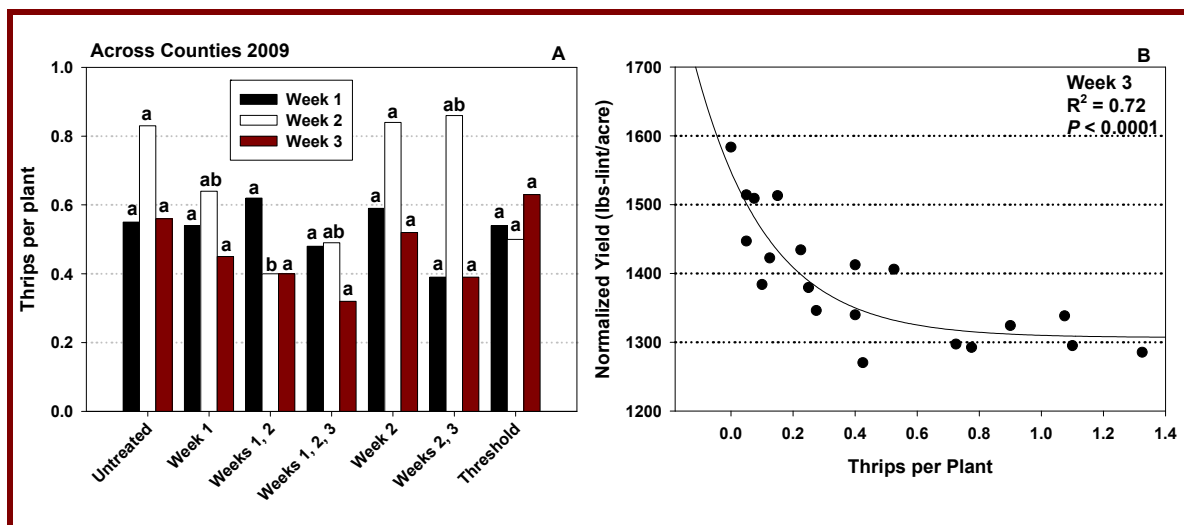 Across Counties 2009
A
Thrips per plant
1.0
0.8
0.6
0.4
0.2
0.0
Week 1
Week 2
Week 3
a a a
a ab a
a b a
a ab a
a a a
a ab a
a a a
Untreated
Week 1
Weeks 1, 2
Weeks 1, 2, 3
Week 2
Weeks 2, 3
Threshold
B
Week 3
R² = 0.72
P < 0.0001
Normalized Yield (lbs-lint/acre)
1700
1600
1500
1400
1300
1200
0.0 0.2 0.4 0.6 0.8 1.0 1.2 1.4
Thrips per Plant